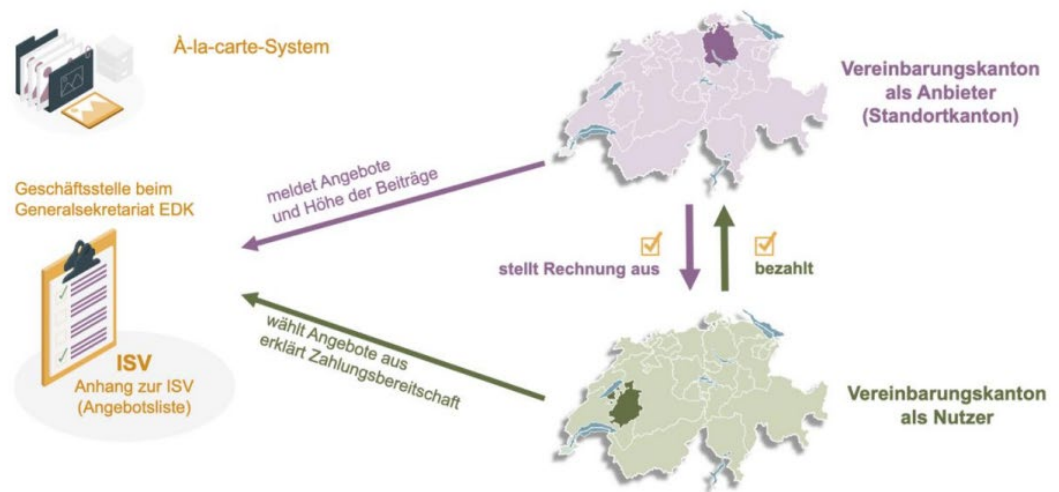 À-la-carte-System
Vereinbarungskanton
als Anbieter
(Standortkanton)
meldet Angebote
und Höhe der Beiträge
Geschäftsstelle beim
Generalsekretariat EDK
stellt Rechnung aus
bezahlt
wählt Angebote aus
erklärt Zahlungsbereitschaft
ISV
Anhang zur ISV
(Angebotsliste)
Vereinbarungskanton
als Nutzer